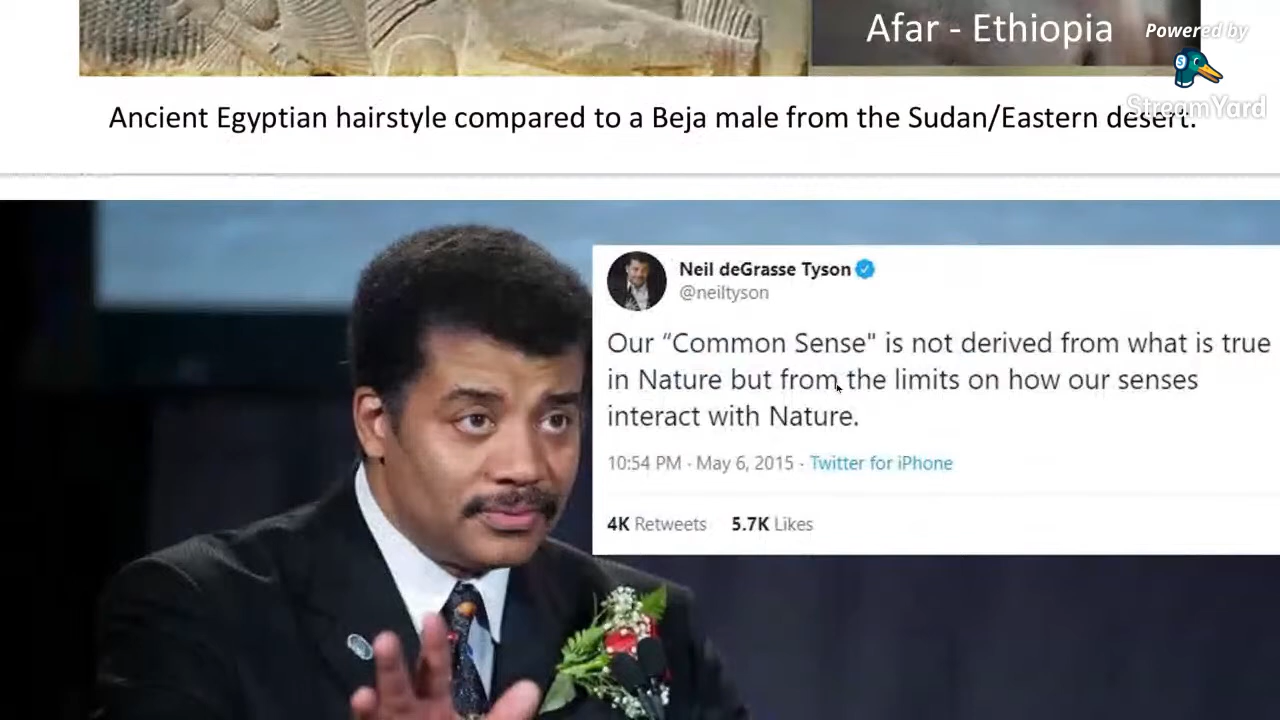 Afar - Ethiopia
Powered by
StreamYard
Ancient Egyptian hairstyle compared to a Beja male from the Sudan/Eastern desert.
Neil deGrasse Tyson
@neiltyson
Our “Common Sense" is not derived from what is true
in Nature but from the limits on how our senses
interact with Nature.
10:54 PM · May 6, 2015 · Twitter for iPhone
4K Retweets 5.7K Likes